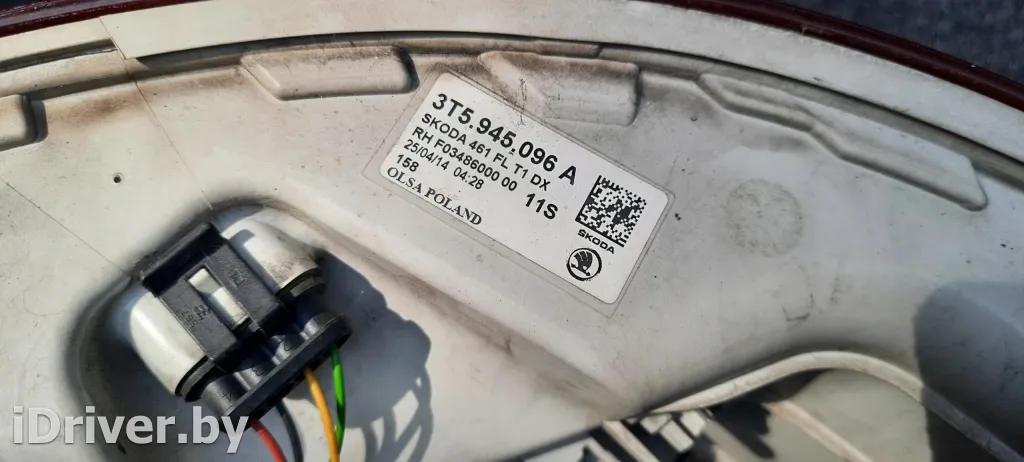 3T5.945.096 A
SKODA 461 FL T1 DX
RH F03486000 00
25/04/14 04:28 11S
158
OLSA POLAND
SKODA
iDriver.by